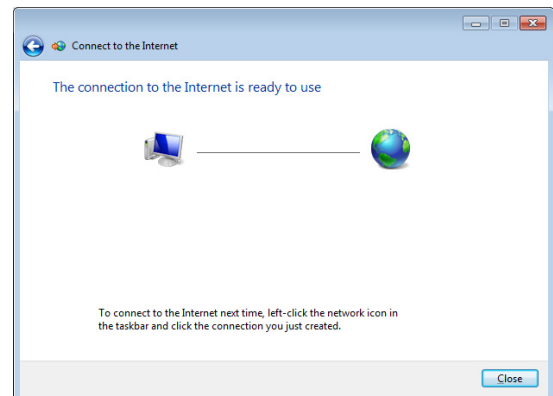 Connect to the Internet
The connection to the Internet is ready to use
To connect to the Internet next time, left-click the network icon in
the taskbar and click the connection you just created.
Close